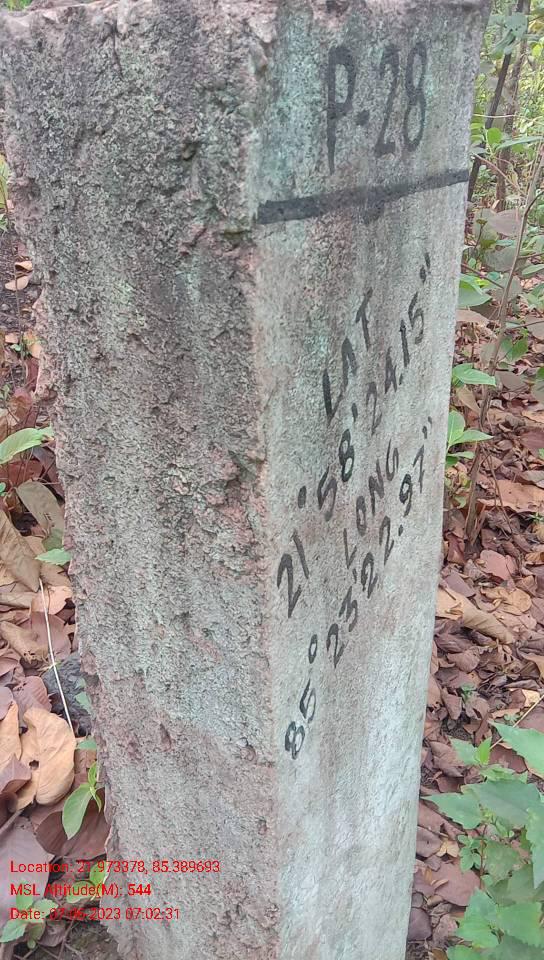 P-28
LAT
21°58'24.15"
LONG
85°23'22.97"
Location: 21.973378, 85.389693
MSL Altitude(M): 544
Date: 07-06-2023 07:02:31